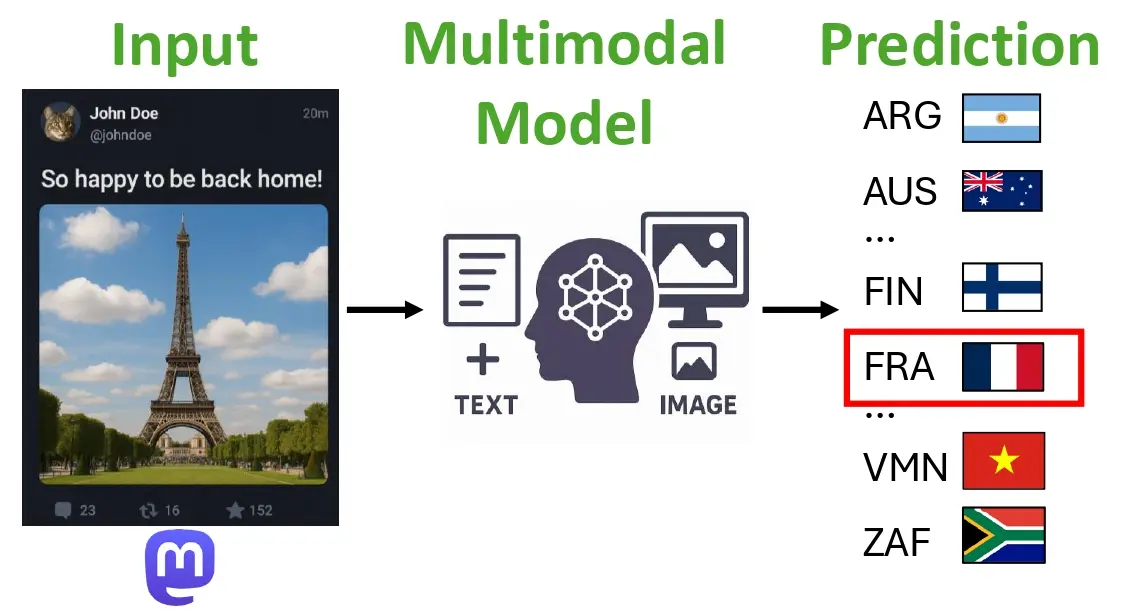 Input
Multimodal
Model
Prediction
John Doe
20m
@johndoe
So happy to be back home!
23
16
152
TEXT
IMAGE
ARG
AUS
...
FIN
FRA
...
VMN
ZAF